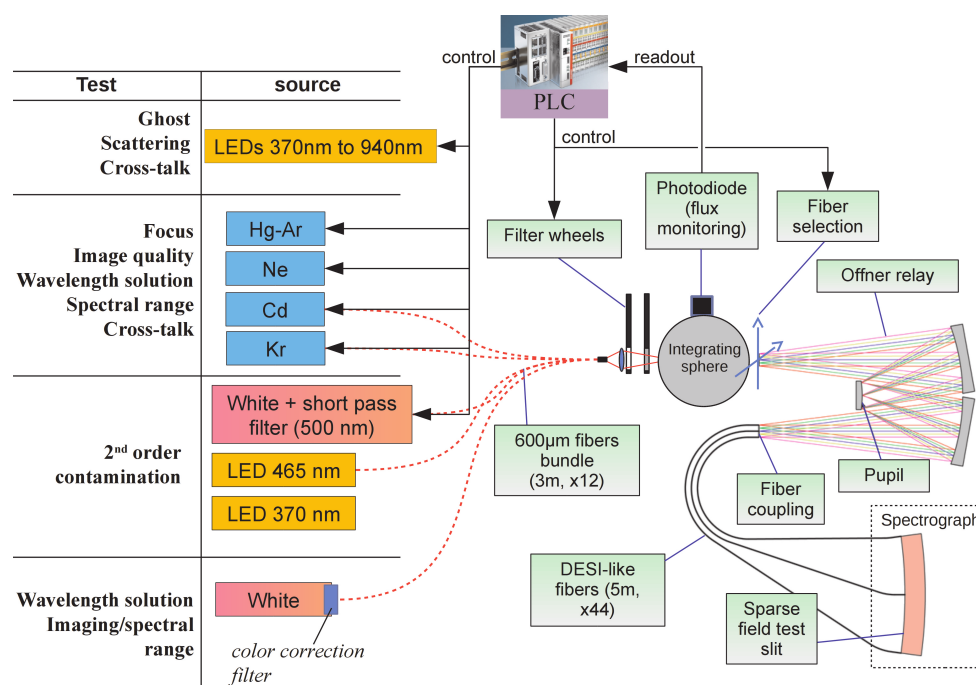 control
readout
PLC
control
Test
source
Ghost
Scattering
Cross-talk
LEDs 370nm to 940nm
Focus
Image quality
Wavelength solution
Spectral range
Cross-talk
Hg-Ar
Ne
Cd
Kr
2nd order
contamination
White + short pass
filter (500 nm)
LED 465 nm
LED 370 nm
Wavelength solution
Imaging/spectral
range
White
color correction
filter
Filter wheels
Photodiode
(flux
monitoring)
Fiber
selection
Offner relay
Integrating
sphere
600µm fibers
bundle
(3m, x12)
Fiber
coupling
Pupil
DESI-like
fibers (5m,
x44)
Spectrograph
Sparse
field test
slit